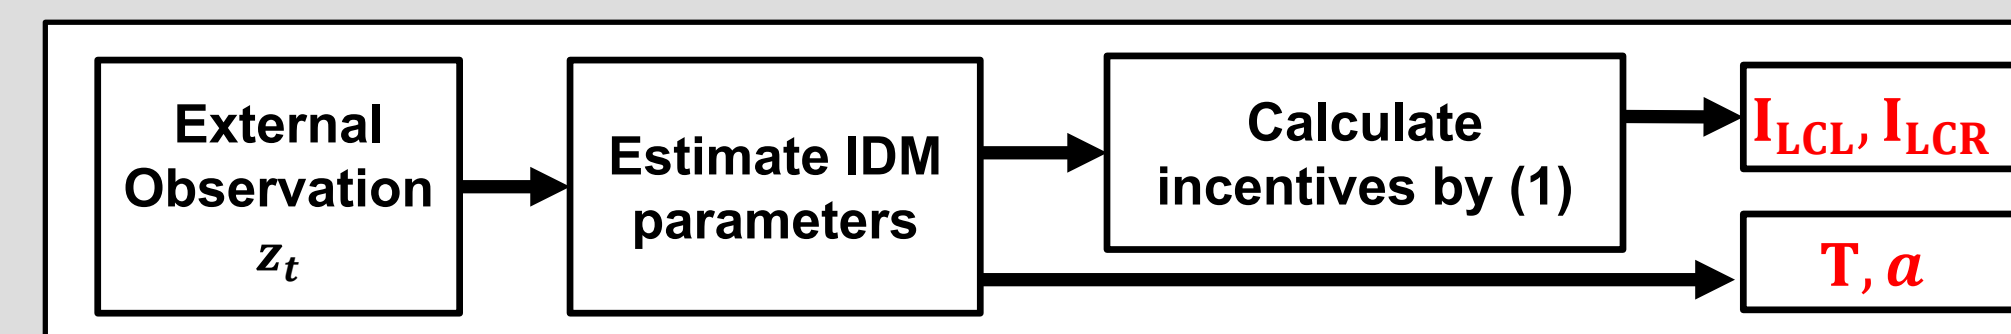 External
Observation
z_t
Estimate IDM
parameters
Calculate
incentives by (1)
I_LCL, I_LCR
T, a